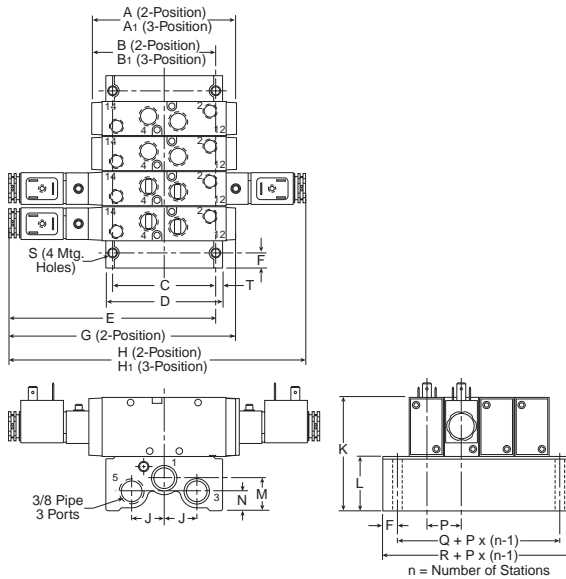 A (2-Position)
A1 (3-Position)
B (2-Position)
B1 (3-Position)
14 2
4 12
14 2
4 12
14 2
4 12
14 2
4 12
S (4 Mtg.
Holes)
F
C T
D
E
G (2-Position)
H (2-Position)
H1 (3-Position)
1
5 3
3/8 Pipe
3 Ports
J J
N M
K
L
F P
Q + P x (n-1)
R + P x (n-1)
n = Number of Stations